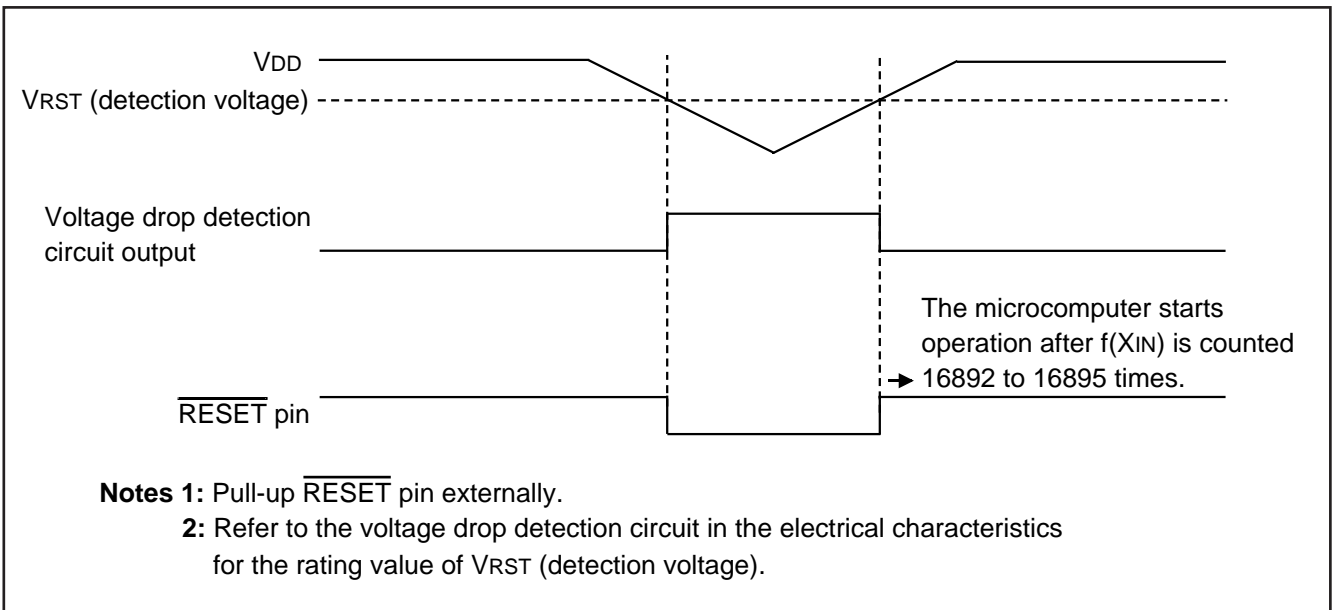 VDD
VRST (detection voltage)
Voltage drop detection
circuit output
The microcomputer starts
operation after f(XIN) is counted
16892 to 16895 times.
RESET pin
Notes 1: Pull-up RESET pin externally.
2: Refer to the voltage drop detection circuit in the electrical characteristics
for the rating value of VRST (detection voltage).